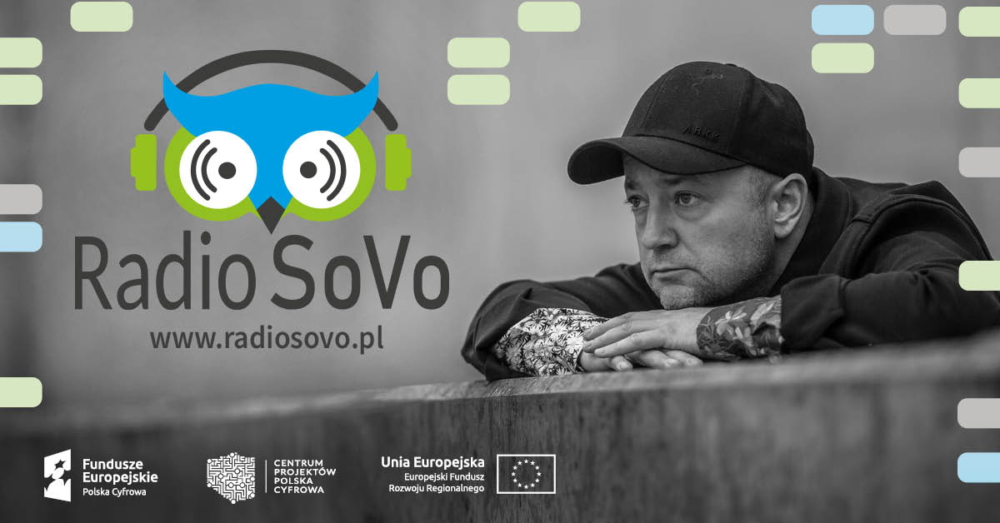 Radio SoVo
www.radiosovo.pl
ARKK
Fundusze
Europejskie
Polska Cyfrowa
CENTRUM
PROJEKTÓW
POLSKA
CYFROWA
Unia Europejska
Europejski Fundusz
Rozwoju Regionalnego